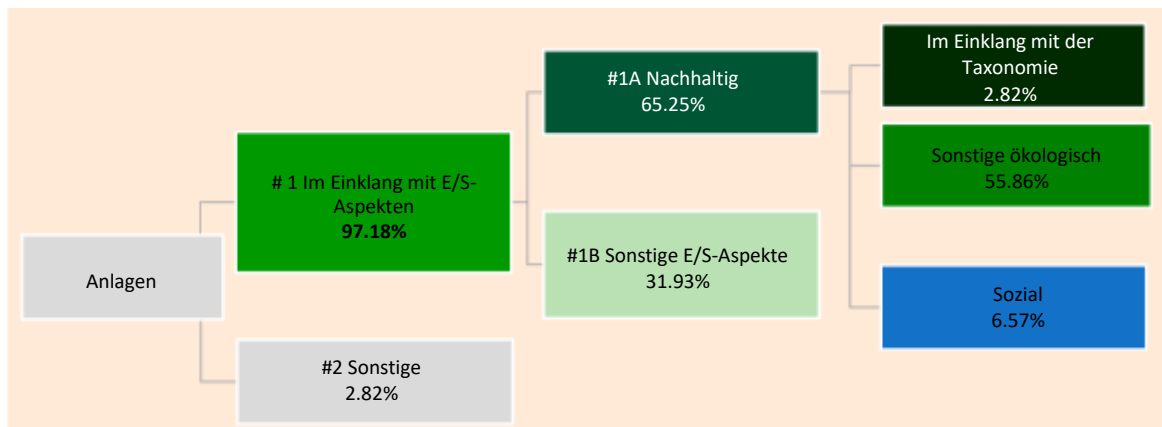 Anlagen
# 1 Im Einklang mit E/S-
Aspekten
97.18%
#2 Sonstige
2.82%
#1A Nachhaltig
65.25%
#1B Sonstige E/S-Aspekte
31.93%
Im Einklang mit der
Taxonomie
2.82%
Sonstige ökologisch
55.86%
Sozial
6.57%